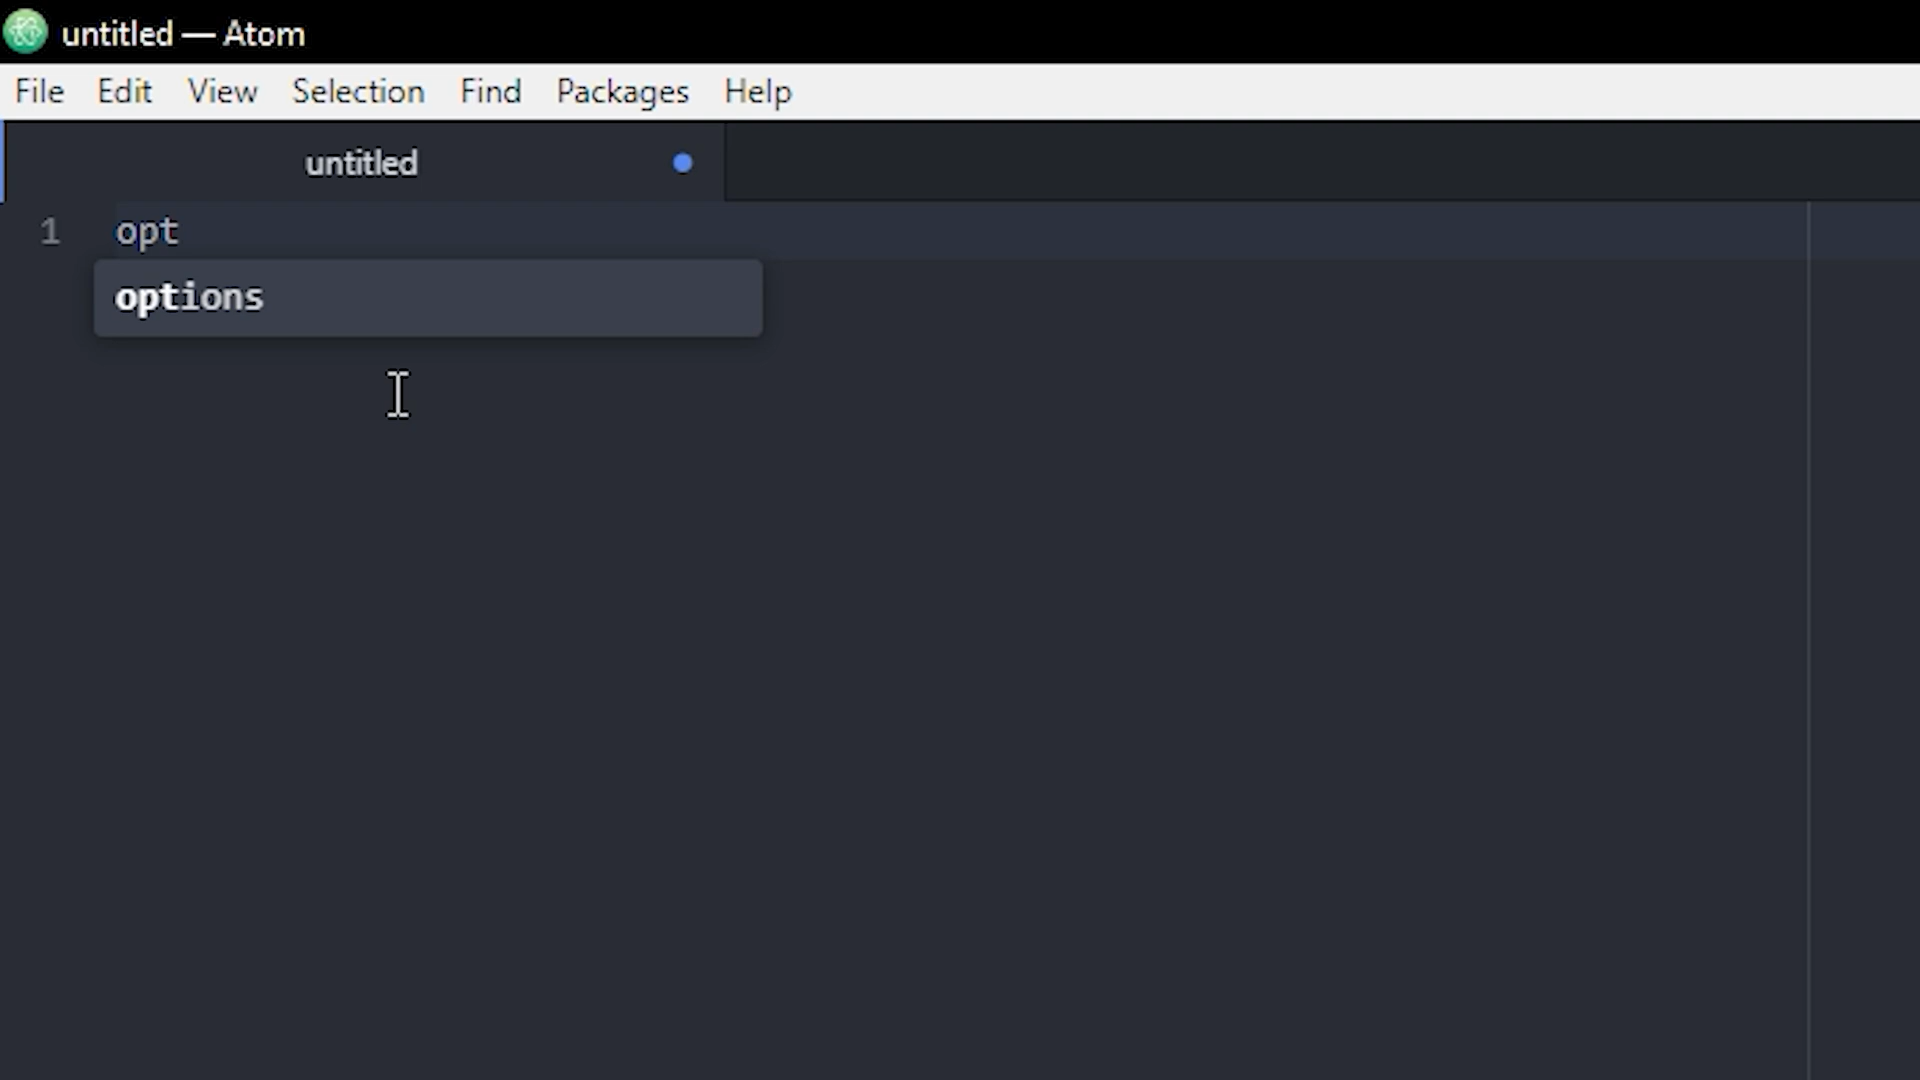 untitled — Atom
File Edit View Selection Find Packages Help
untitled
1 opt
options